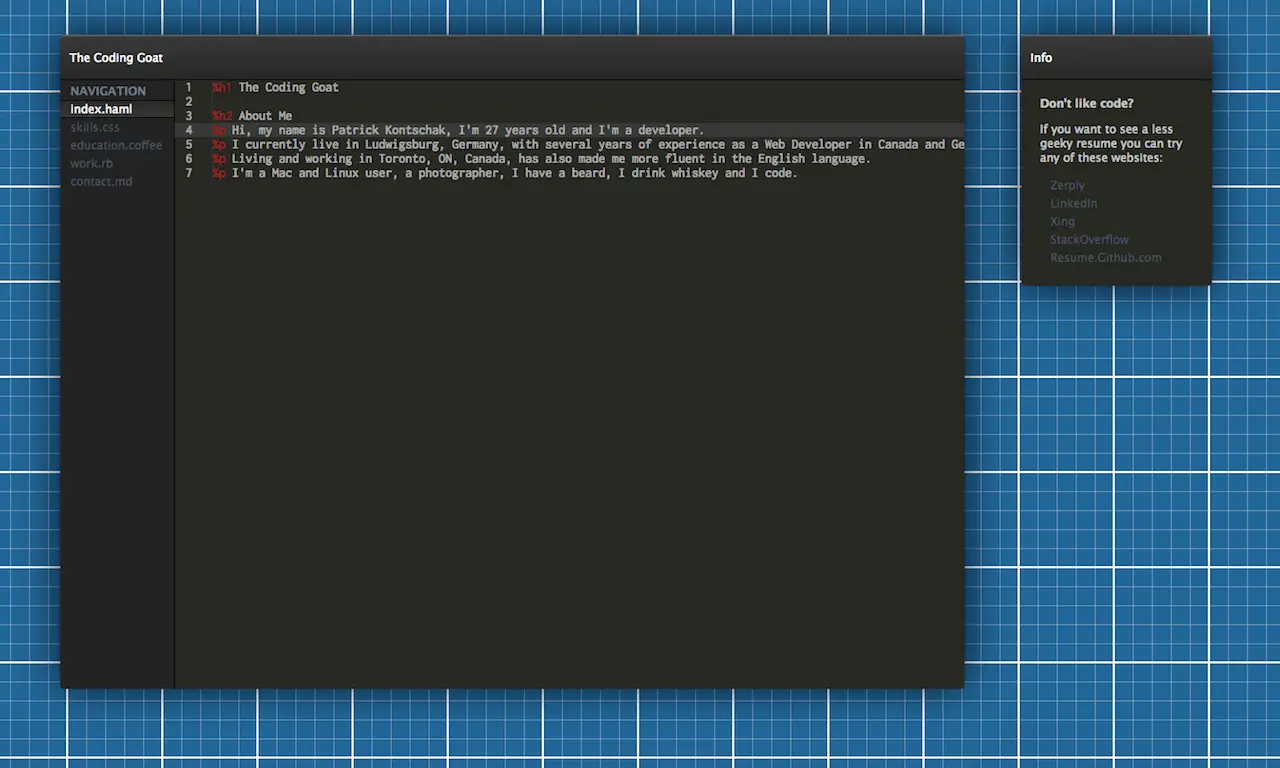 The Coding Goat
NAVIGATION
index.haml
skills.css
education.coffee
work.rb
contact.md
1 %h1 The Coding Goat
2
3 %h2 About Me
4 %p Hi, my name is Patrick Kontschak, I'm 27 years old and I'm a developer.
5 %p I currently live in Ludwigsburg, Germany, with several years of experience as a Web Developer in Canada and Ge
6 %p Living and working in Toronto, ON, Canada, has also made me more fluent in the English language.
7 %p I'm a Mac and Linux user, a photographer, I have a beard, I drink whiskey and I code.
Info
Don't like code?
If you want to see a less
geeky resume you can try
any of these websites:
Zerply
LinkedIn
Xing
StackOverflow
Resume.Github.com